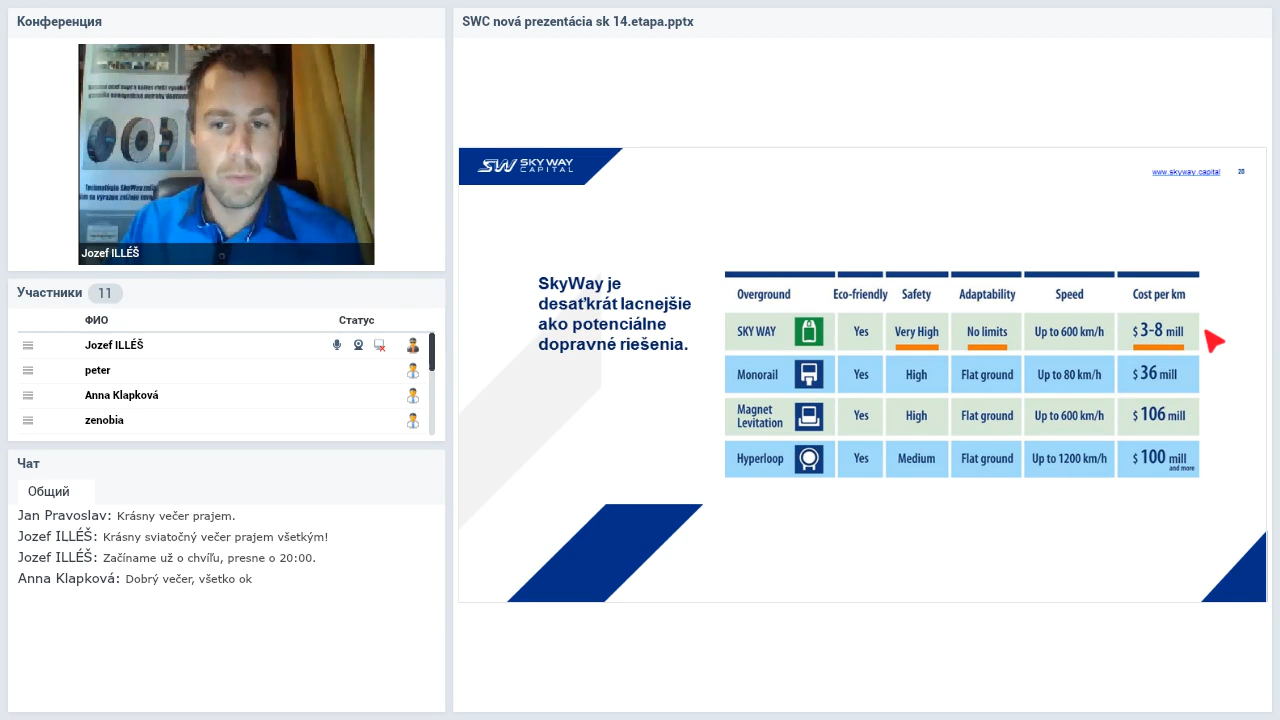 Конференция
Jozef ILLÉŠ
Участники 11
ФИО Статус
Jozef ILLÉŠ
peter
Anna Klapková
zenobia
Чат
Общий
Jan Pravoslav: Krásny večer prajem.
Jozef ILLÉŠ: Krásny sviatočný večer prajem všetkým!
Jozef ILLÉŠ: Začíname už o chvíľu, presne o 20:00.
Anna Klapková: Dobrý večer, všetko ok
SWC nová prezentácia sk 14.etapa.pptx
SW SKY WAY CAPITAL
www.skyway.capital
SkyWay je
desaťkrát lacnejšie
ako potenciálne
dopravné riešenia.
Overground Eco-friendly Safety Adaptability Speed Cost per km
SKY WAY Yes Very High No limits Up to 600 km/h $ 3-8 mill
Monorail Yes High Flat ground Up to 80 km/h $ 36 mill
Magnet Levitation Yes High Flat ground Up to 600 km/h $ 106 mill
Hyperloop Yes Medium Flat ground Up to 1200 km/h $ 100 mill and more